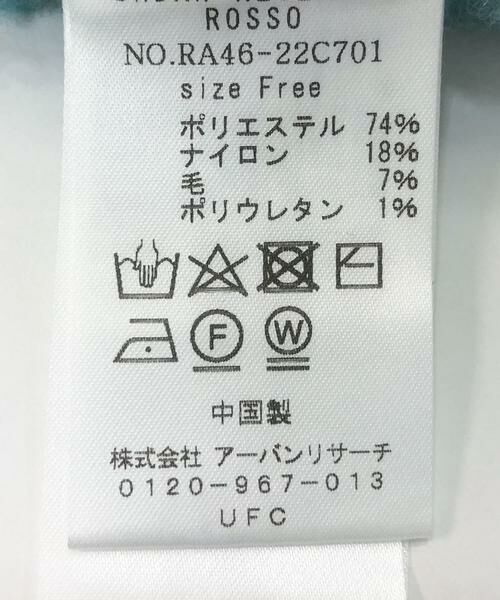 ROSSO
NO.RA46-22C701
size Free
ポリエステル 74%
ナイロン 18%
毛 7%
ポリウレタン 1%
F W
中国製
株式会社 アーバンリサーチ
0120-967-013
UFC